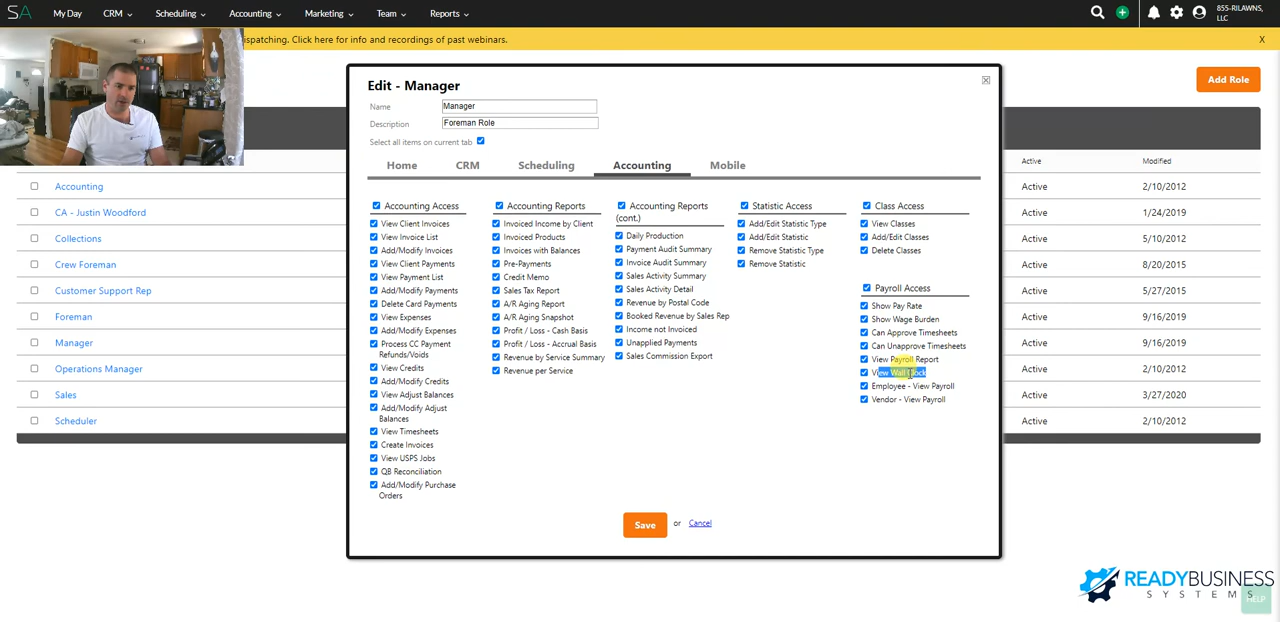 SA My Day CRM Scheduling Accounting Marketing Team Reports 855-RILAWNS, LLC
ispatching. Click here for info and recordings of past webinars. X
Add Role
Edit - Manager
Name Manager
Description Foreman Role
Select all items on current tab
Home CRM Scheduling Accounting Mobile
Accounting Access
View Client Invoices
View Invoice List
Add/Modify Invoices
View Client Payments
View Payment List
Add/Modify Payments
Delete Card Payments
View Expenses
Add/Modify Expenses
Process CC Payment
Refunds/Voids
View Credits
Add/Modify Credits
View Adjust Balances
Add/Modify Adjust
Balances
View Timesheets
Create Invoices
View USPS Jobs
QB Reconciliation
Add/Modify Purchase
Orders
Accounting Reports
Invoiced Income by Client
Invoiced Products
Invoices with Balances
Pre-Payments
Credit Memo
Sales Tax Report
A/R Aging Report
A/R Aging Snapshot
Profit / Loss - Cash Basis
Profit / Loss - Accrual Basis
Revenue by Service Summary
Revenue per Service
Accounting Reports
(cont.)
Daily Production
Payment Audit Summary
Invoice Audit Summary
Sales Activity Summary
Sales Activity Detail
Revenue by Postal Code
Booked Revenue by Sales Rep
Income not Invoiced
Unapplied Payments
Sales Commission Export
Statistic Access
Add/Edit Statistic Type
Add/Edit Statistic
Remove Statistic Type
Remove Statistic
Class Access
View Classes
Add/Edit Classes
Delete Classes
Payroll Access
Show Pay Rate
Show Wage Burden
Can Approve Timesheets
Can Unapprove Timesheets
View Payroll Report
View Wall Clock
Employee - View Payroll
Vendor - View Payroll
Save or Cancel
Active Modified
Accounting Active 2/10/2012
CA - Justin Woodford Active 1/24/2019
Collections Active 5/10/2012
Crew Foreman Active 8/20/2015
Customer Support Rep Active 5/27/2015
Foreman Active 9/16/2019
Manager Active 9/16/2019
Operations Manager Active 2/10/2012
Sales Active 3/27/2020
Scheduler Active 2/10/2012
READYBUSINESS
SYSTEMS
HELP